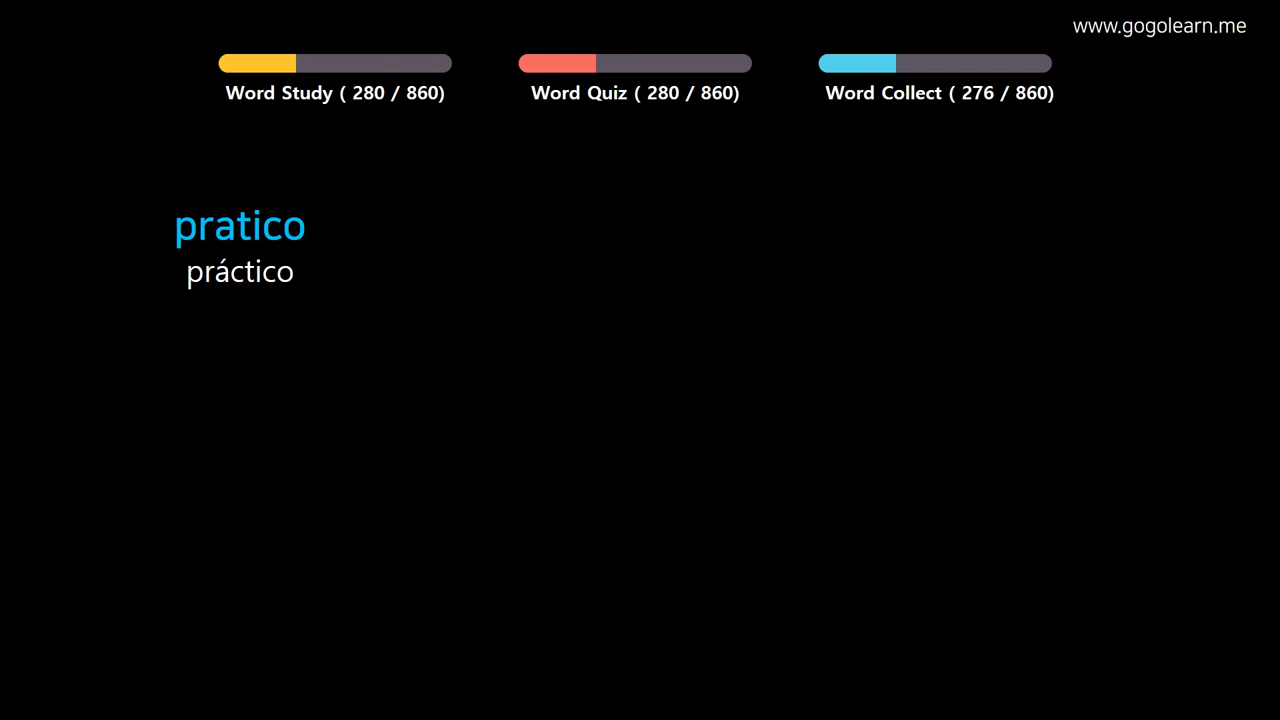 www.gogolearn.me
Word Study ( 280 / 860)
Word Quiz ( 280 / 860)
Word Collect ( 276 / 860)
pratico
práctico